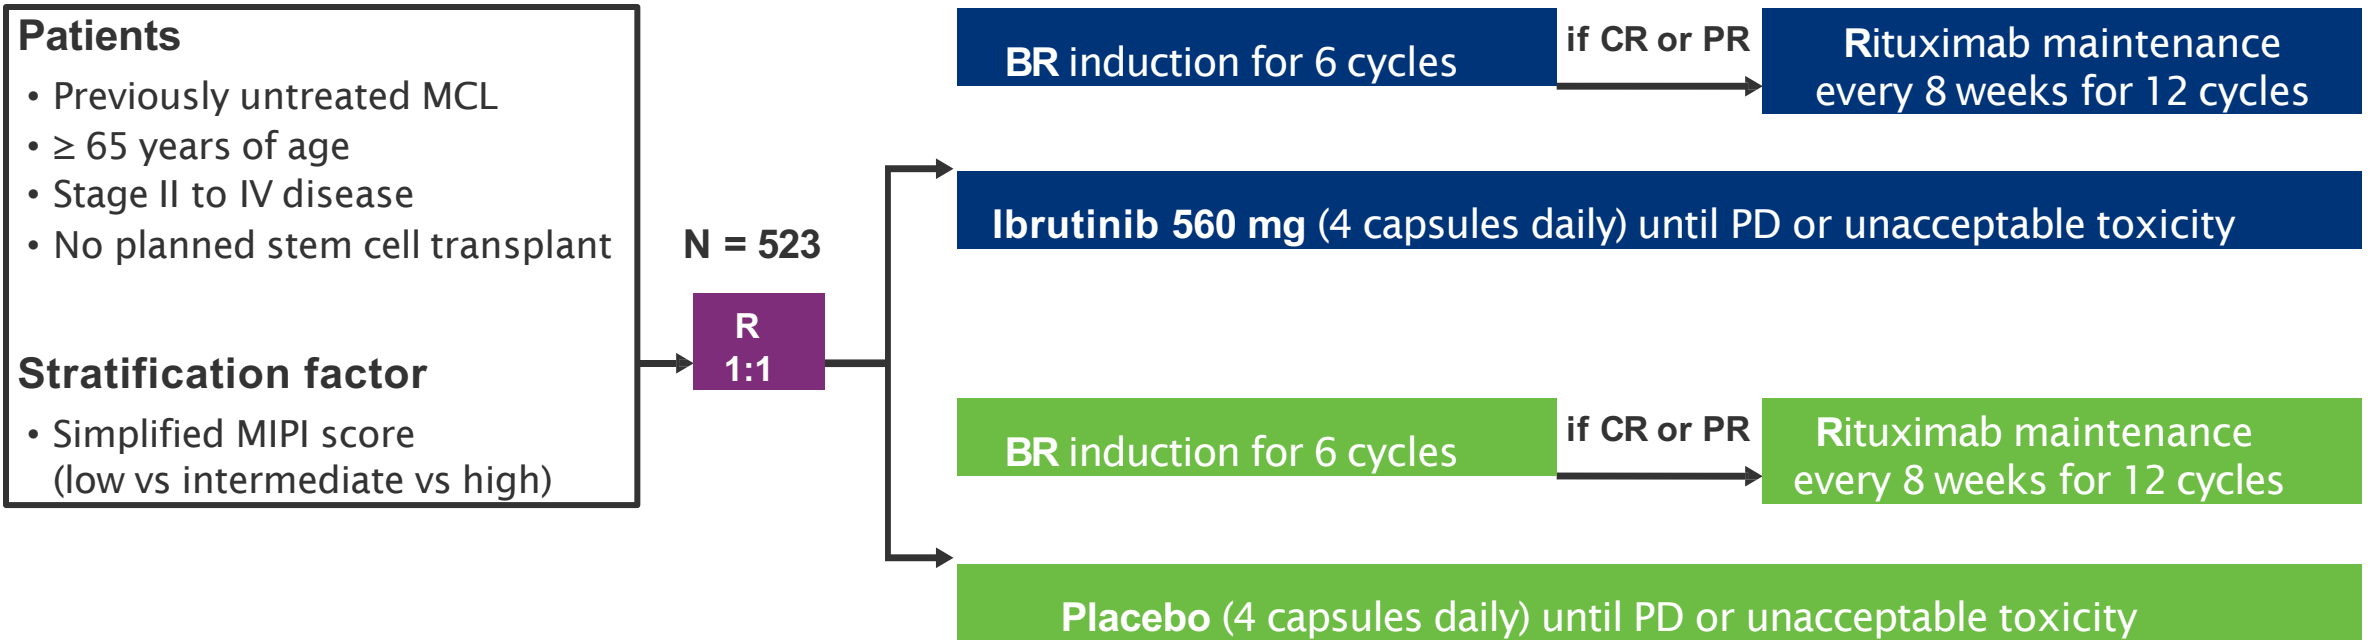 Patients
• Previously untreated MCL
• ≥ 65 years of age
• Stage II to IV disease
• No planned stem cell transplant
Stratification factor
• Simplified MIPI score
(low vs intermediate vs high)
N = 523
R
1:1
BR induction for 6 cycles
if CR or PR
Rituximab maintenance
every 8 weeks for 12 cycles
Ibrutinib 560 mg (4 capsules daily) until PD or unacceptable toxicity
BR induction for 6 cycles
if CR or PR
Rituximab maintenance
every 8 weeks for 12 cycles
Placebo (4 capsules daily) until PD or unacceptable toxicity